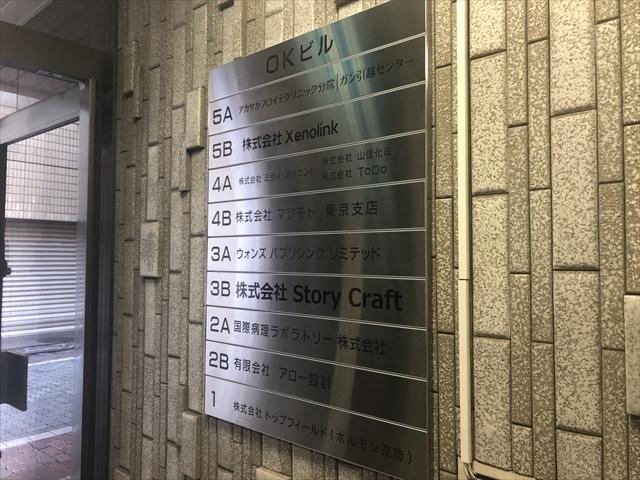 OKビル
5A アカサカフロイデクリニック分院|ガン引越センター
5B 株式会社 Xenolink
4A 株式会社 ミダイ・オリエント 株式会社 山佳化成
株式会社 ToDo
4B 株式会社 マツモト 東京支店
3A ウォンズ パブリシング リミテッド
3B 株式会社 Story Craft
2A 国際病理ラボラトリー 株式会社
2B 有限会社 アロー設計
1 株式会社 トップフィールド(ホルモン在市)